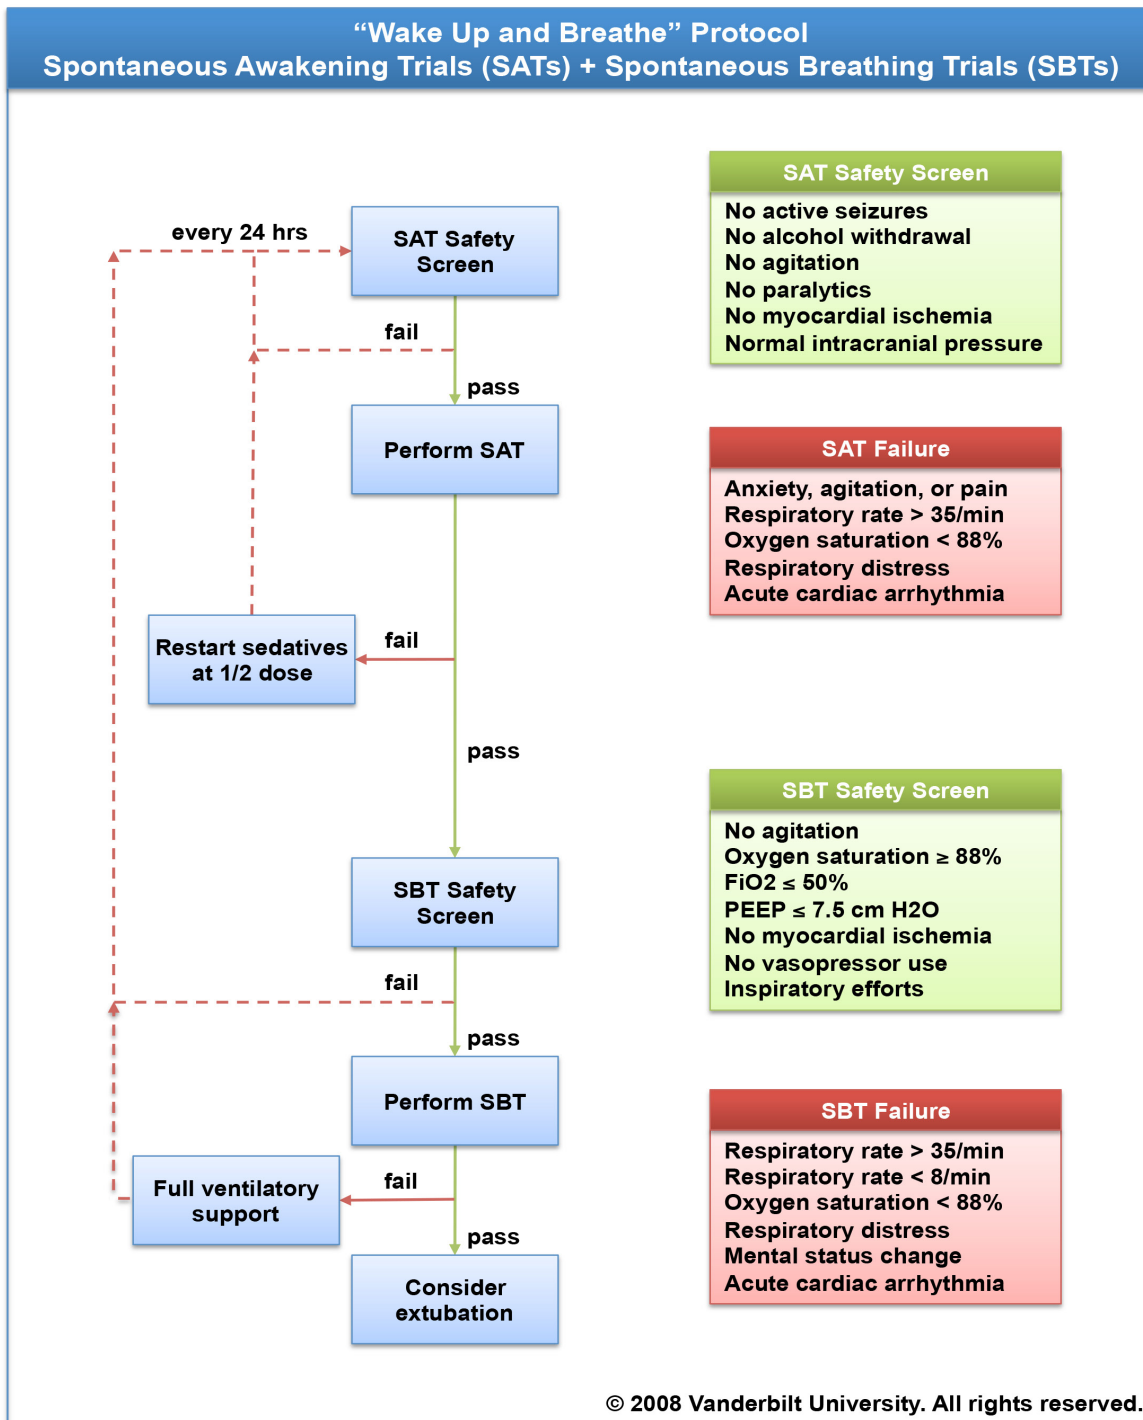 “Wake Up and Breathe” Protocol
Spontaneous Awakening Trials (SATs) + Spontaneous Breathing Trials (SBTs)
every 24 hrs
SAT Safety
Screen
fail
pass
Perform SAT
Restart sedatives
at 1/2 dose
fail
pass
SBT Safety
Screen
fail
pass
Perform SBT
Full ventilatory
support
fail
pass
Consider
extubation
SAT Safety Screen
No active seizures
No alcohol withdrawal
No agitation
No paralytics
No myocardial ischemia
Normal intracranial pressure
SAT Failure
Anxiety, agitation, or pain
Respiratory rate > 35/min
Oxygen saturation < 88%
Respiratory distress
Acute cardiac arrhythmia
SBT Safety Screen
No agitation
Oxygen saturation ≥ 88%
FiO2 ≤ 50%
PEEP ≤ 7.5 cm H2O
No myocardial ischemia
No vasopressor use
Inspiratory efforts
SBT Failure
Respiratory rate > 35/min
Respiratory rate < 8/min
Oxygen saturation < 88%
Respiratory distress
Mental status change
Acute cardiac arrhythmia
© 2008 Vanderbilt University. All rights reserved.